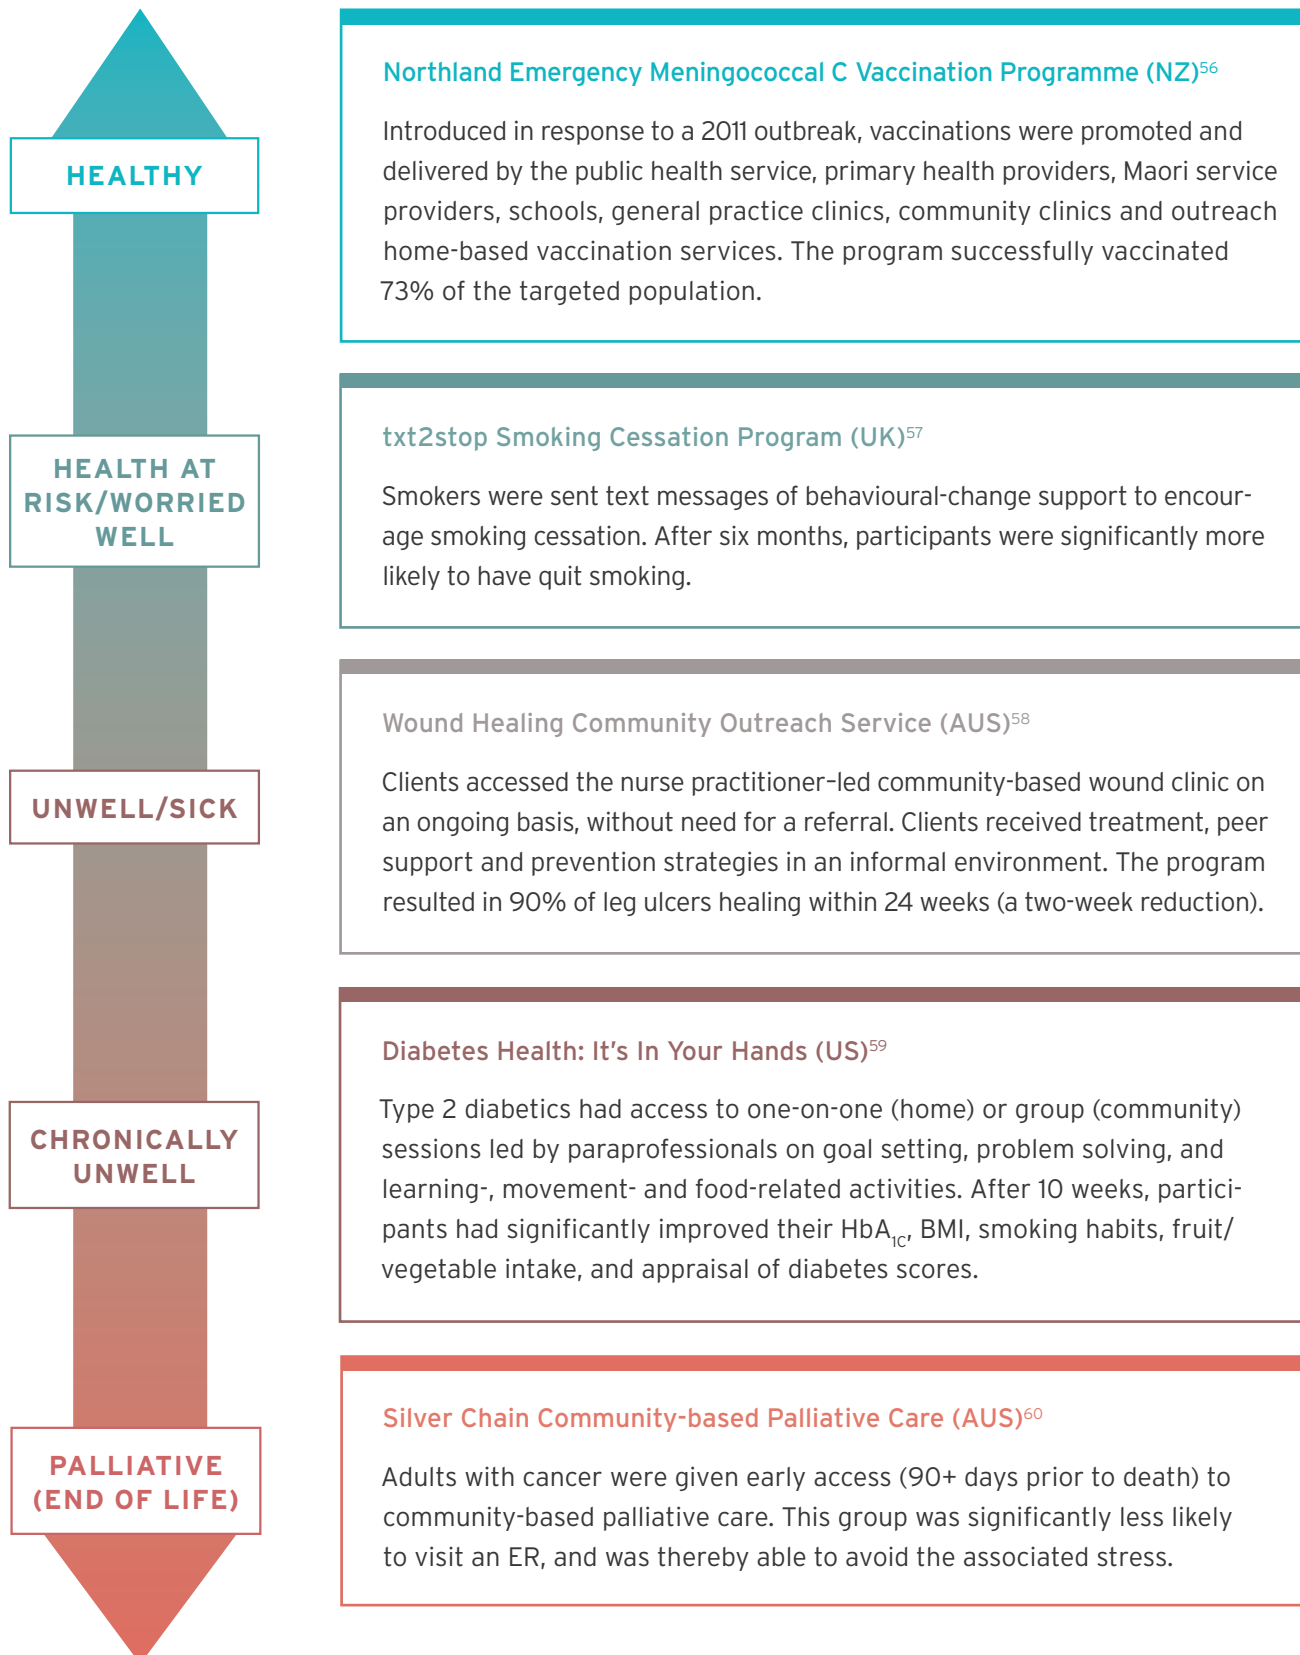 HEALTHY
Northland Emergency Meningococcal C Vaccination Programme (NZ)56
Introduced in response to a 2011 outbreak, vaccinations were promoted and
delivered by the public health service, primary health providers, Maori service
providers, schools, general practice clinics, community clinics and outreach
home-based vaccination services. The program successfully vaccinated
73% of the targeted population.
HEALTH AT
RISK/WORRIED
WELL
txt2stop Smoking Cessation Program (UK)57
Smokers were sent text messages of behavioural-change support to encour-
age smoking cessation. After six months, participants were significantly more
likely to have quit smoking.
UNWELL/SICK
Wound Healing Community Outreach Service (AUS)58
Clients accessed the nurse practitioner–led community-based wound clinic on
an ongoing basis, without need for a referral. Clients received treatment, peer
support and prevention strategies in an informal environment. The program
resulted in 90% of leg ulcers healing within 24 weeks (a two-week reduction).
CHRONICALLY
UNWELL
Diabetes Health: It's In Your Hands (US)59
Type 2 diabetics had access to one-on-one (home) or group (community)
sessions led by paraprofessionals on goal setting, problem solving, and
learning-, movement- and food-related activities. After 10 weeks, partici-
pants had significantly improved their HbA1C, BMI, smoking habits, fruit/
vegetable intake, and appraisal of diabetes scores.
PALLIATIVE
(END OF LIFE)
Silver Chain Community-based Palliative Care (AUS)60
Adults with cancer were given early access (90+ days prior to death) to
community-based palliative care. This group was significantly less likely
to visit an ER, and was thereby able to avoid the associated stress.